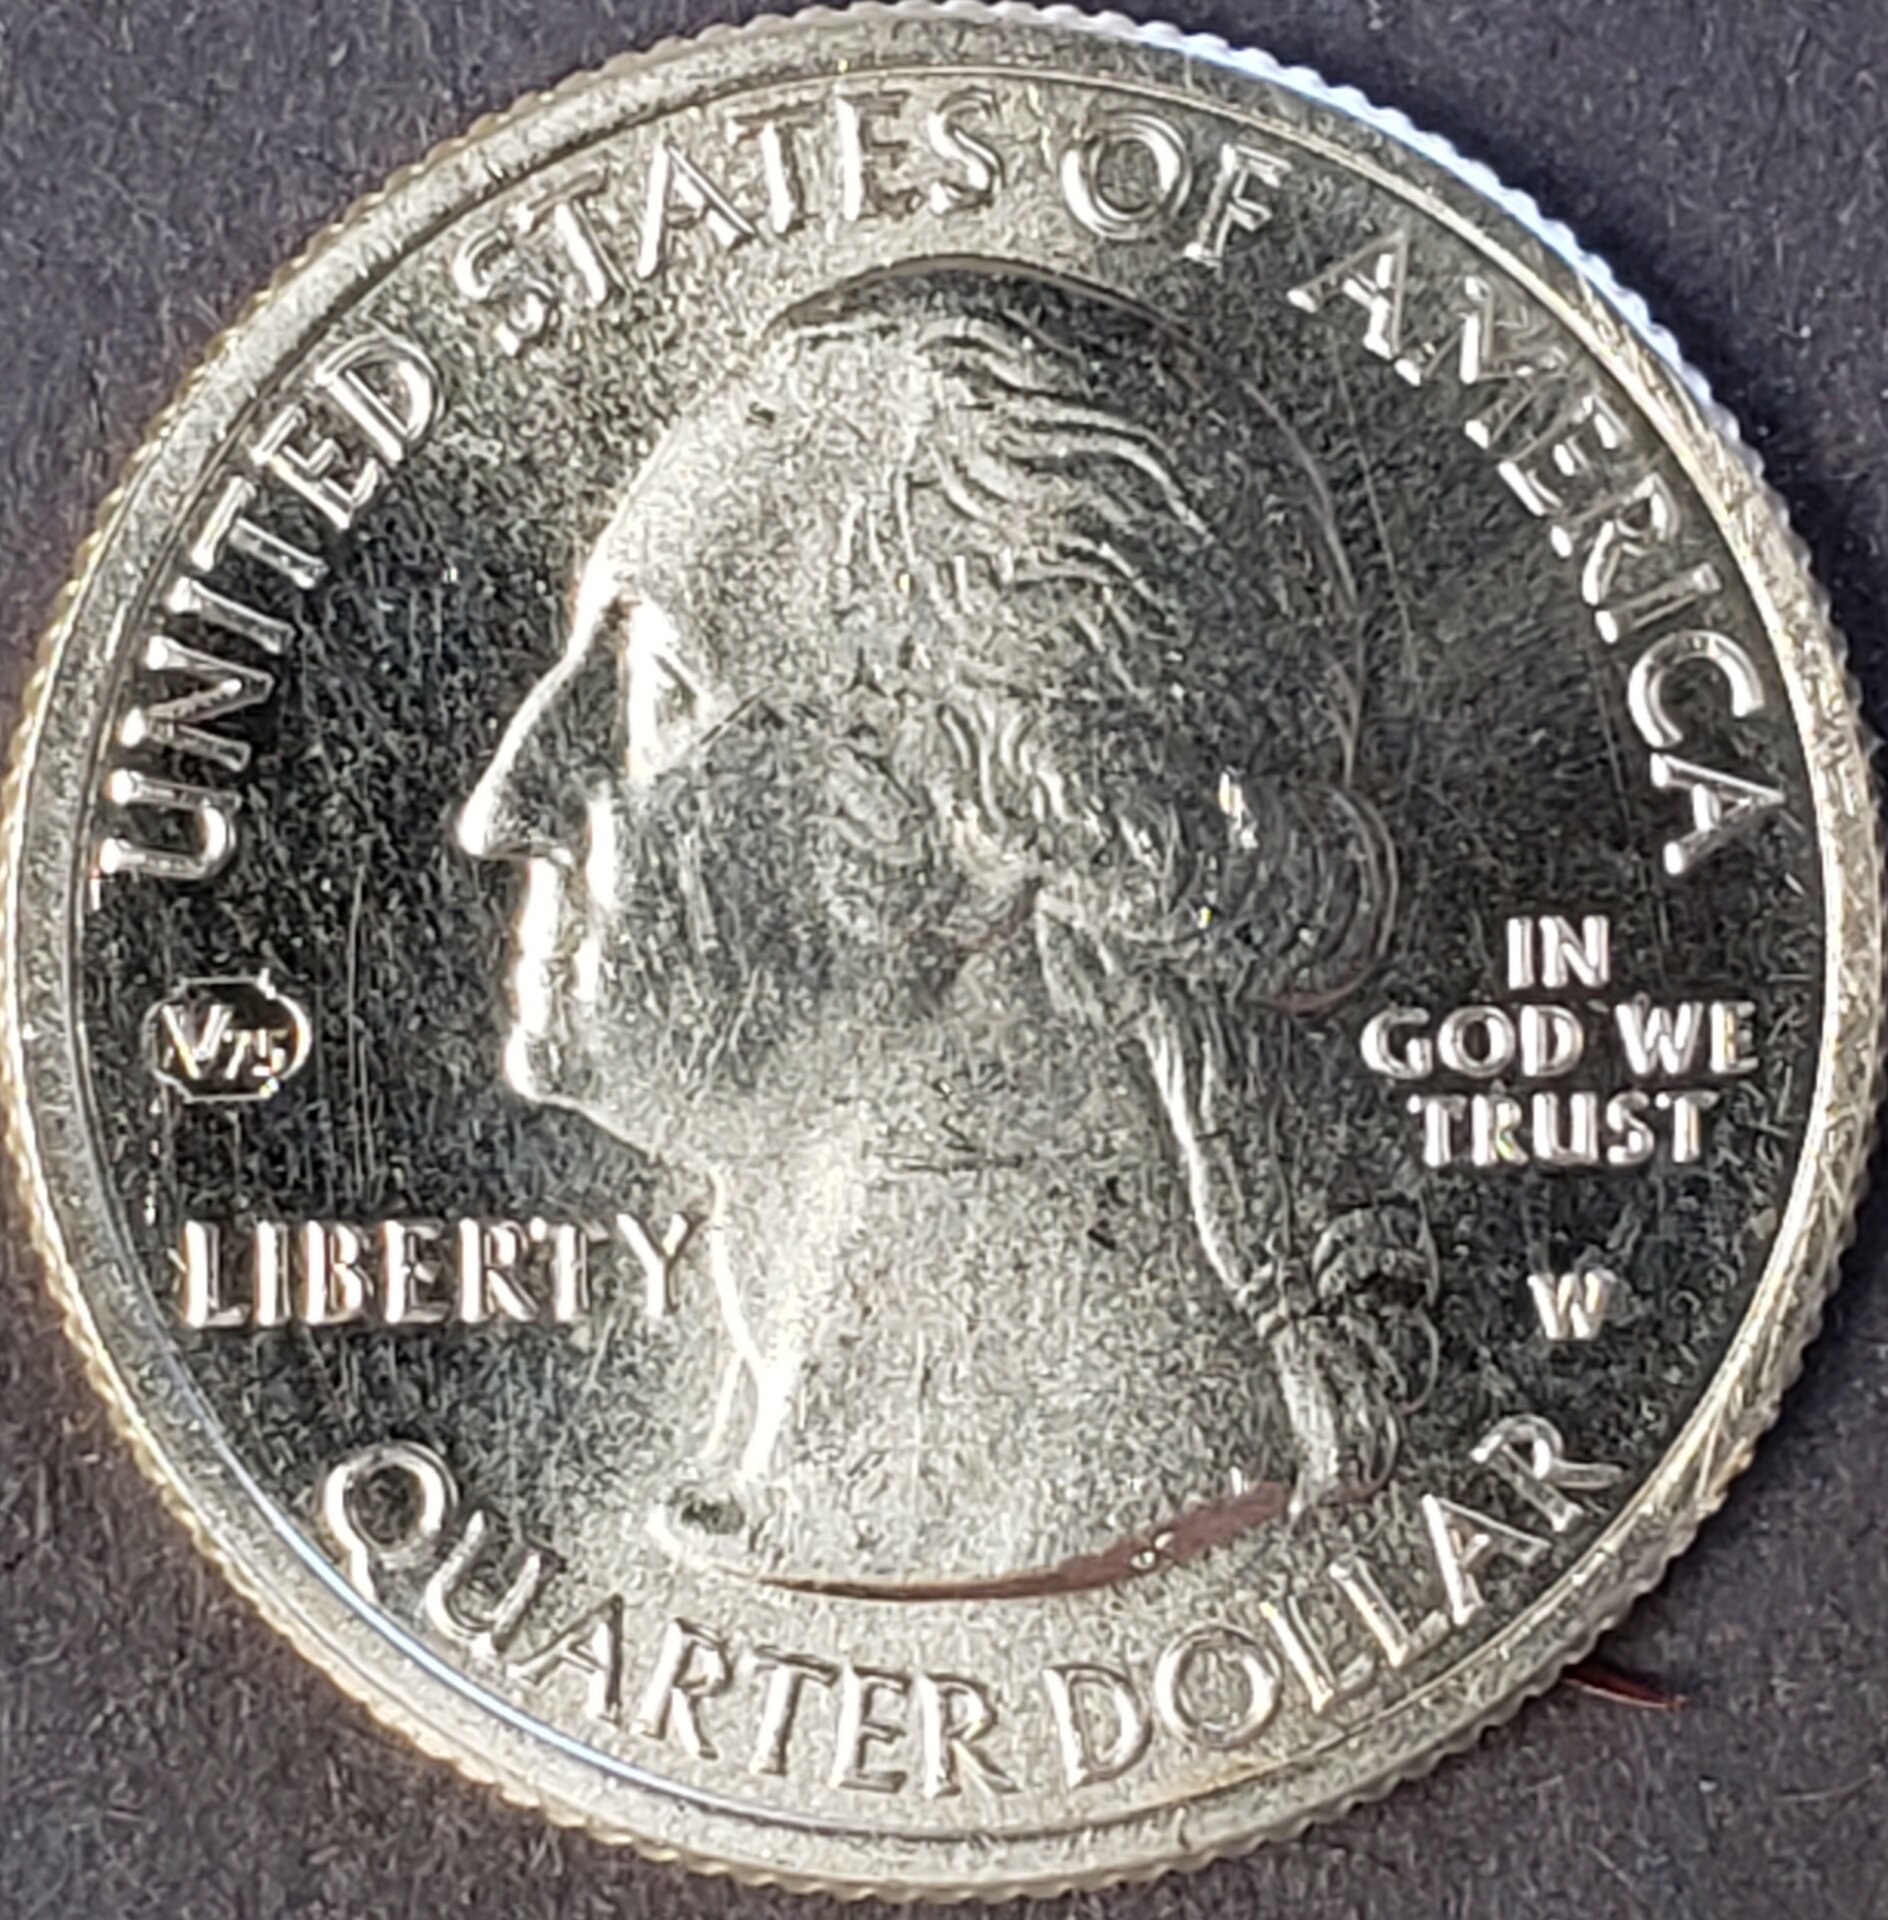 UNITED STATES OF AMERICA
IN
GOD WE
TRUST
V75
LIBERTY
W
QUARTER DOLLAR